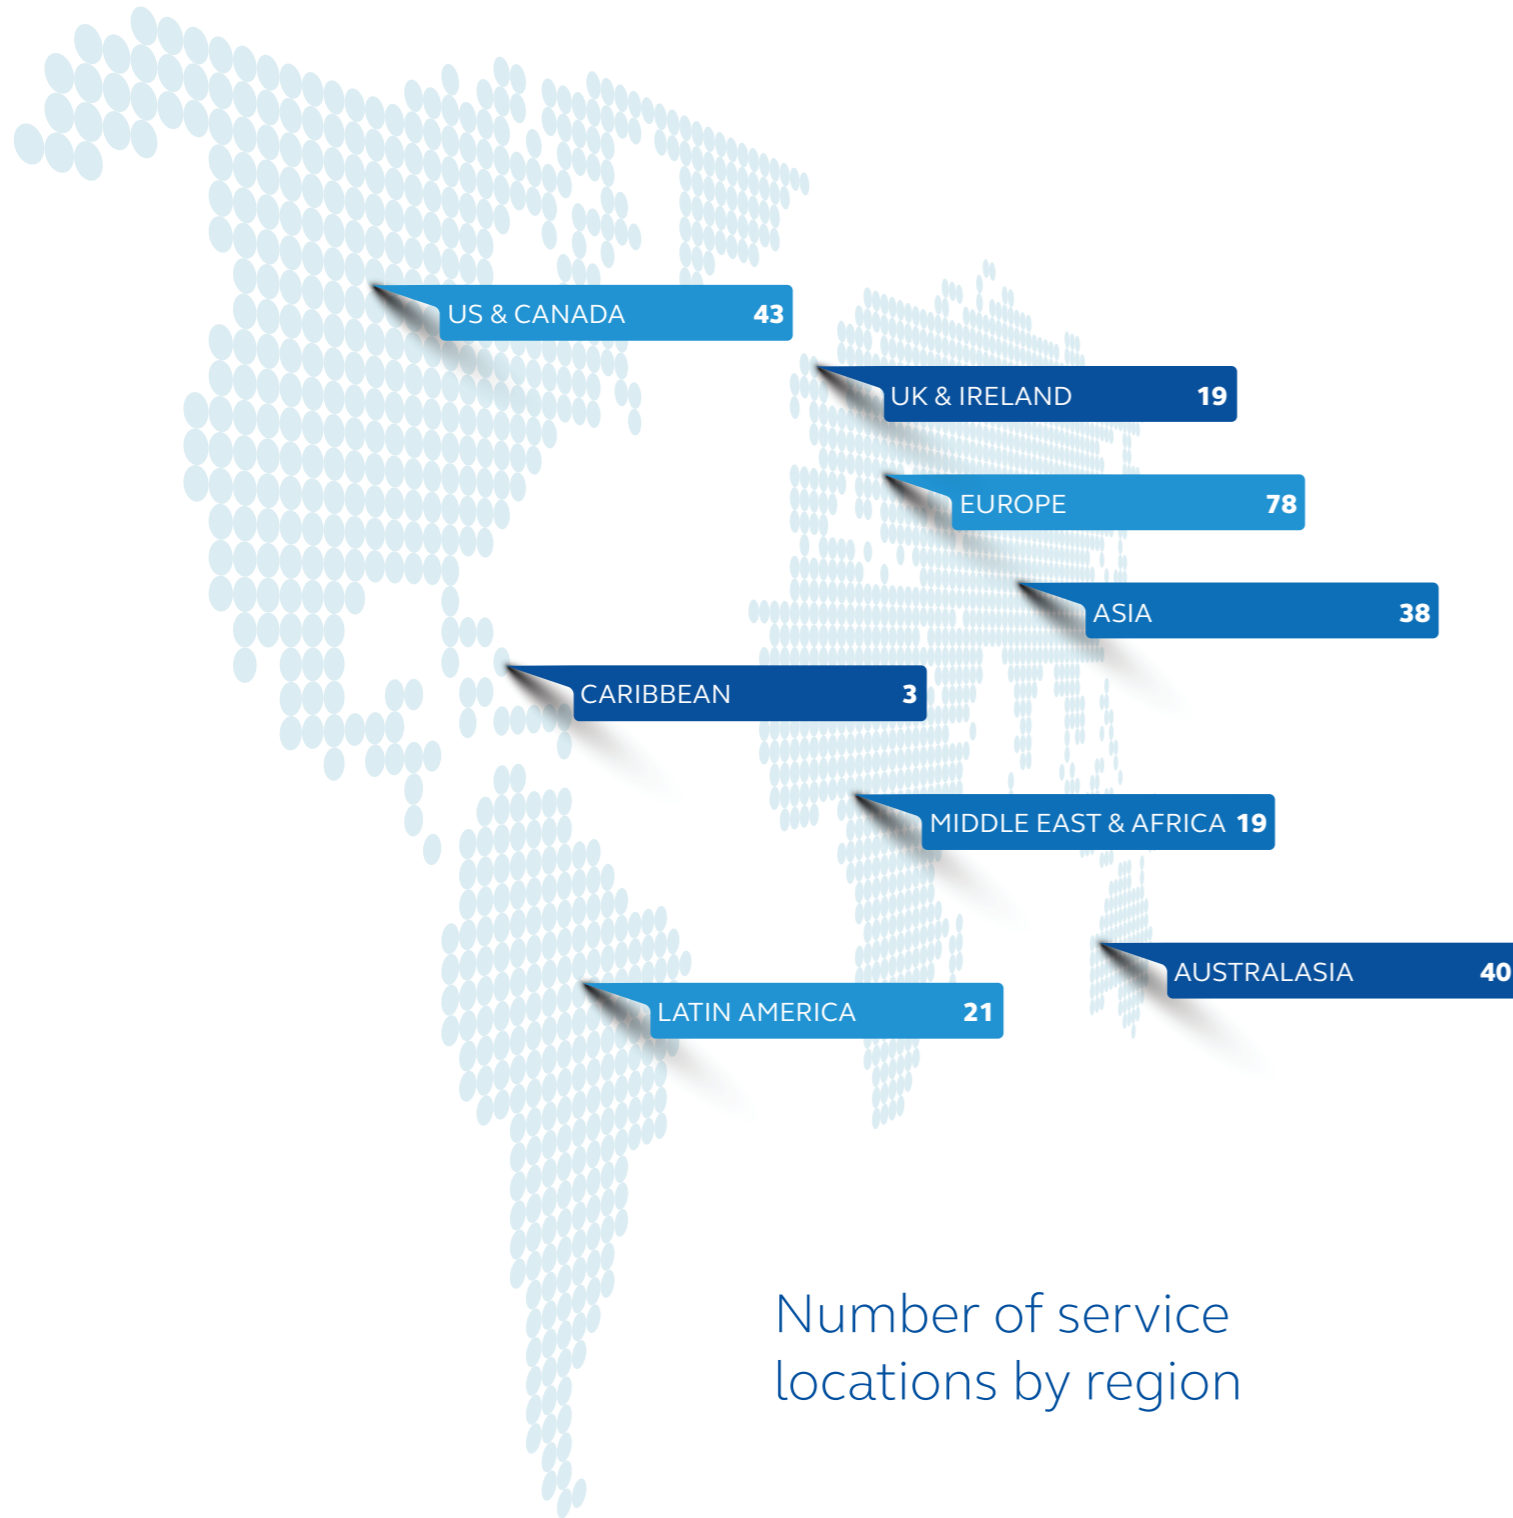 US & CANADA 43
UK & IRELAND 19
EUROPE 78
ASIA 38
CARIBBEAN 3
MIDDLE EAST & AFRICA 19
AUSTRALASIA 40
LATIN AMERICA 21
Number of service
locations by region